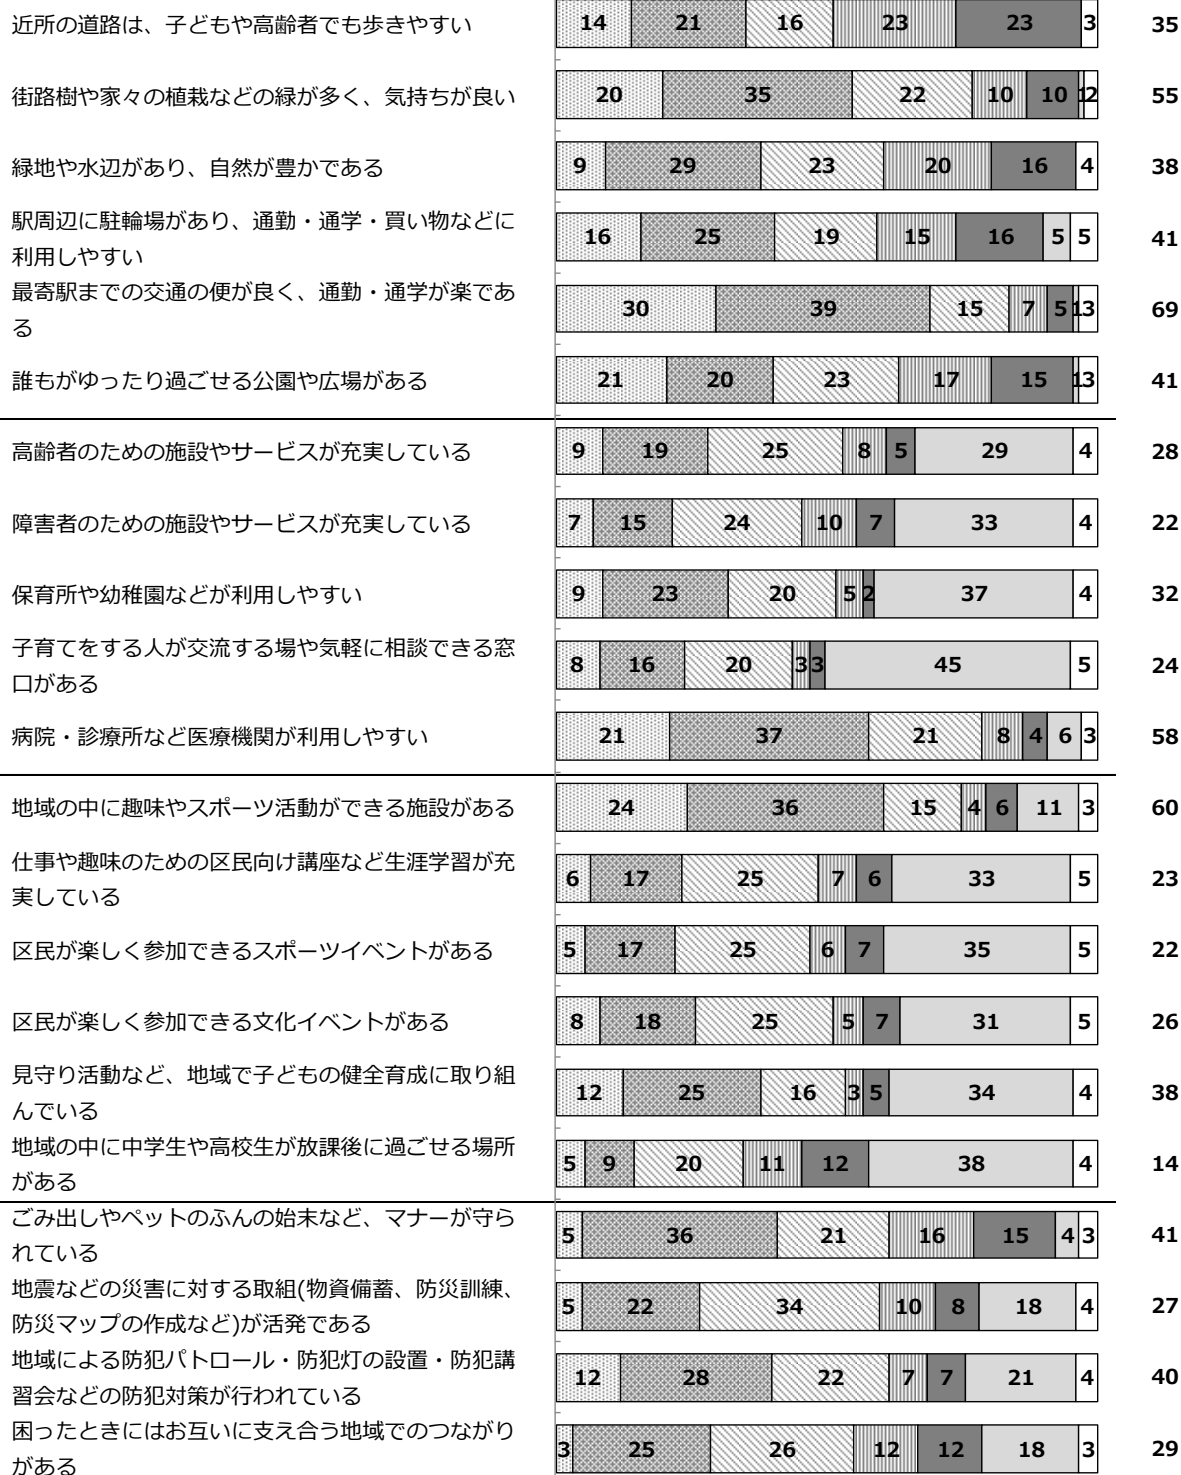 近所の道路は、子どもや高齢者でも歩きやすい 14 21 16 23 23 3 35
街路樹や家々の植栽などの緑が多く、気持ちが良い 20 35 22 10 10 1 2 55
緑地や水辺があり、自然が豊かである 9 29 23 20 16 4 38
駅周辺に駐輪場があり、通勤・通学・買い物などに
利用しやすい 16 25 19 15 16 5 5 41
最寄駅までの交通の便が良く、通勤・通学が楽であ
る 30 39 15 7 5 1 3 69
誰もがゆったり過ごせる公園や広場がある 21 20 23 17 15 1 3 41
高齢者のための施設やサービスが充実している 9 19 25 8 5 29 4 28
障害者のための施設やサービスが充実している 7 15 24 10 7 33 4 22
保育所や幼稚園などが利用しやすい 9 23 20 5 2 37 4 32
子育てをする人が交流する場や気軽に相談できる窓
口がある 8 16 20 3 3 45 5 24
病院・診療所など医療機関が利用しやすい 21 37 21 8 4 6 3 58
地域の中に趣味やスポーツ活動ができる施設がある 24 36 15 4 6 11 3 60
仕事や趣味のための区民向け講座など生涯学習が充
実している 6 17 25 7 6 33 5 23
区民が楽しく参加できるスポーツイベントがある 5 17 25 6 7 35 5 22
区民が楽しく参加できる文化イベントがある 8 18 25 5 7 31 5 26
見守り活動など、地域で子どもの健全育成に取り組
んでいる 12 25 16 3 5 34 4 38
地域の中に中学生や高校生が放課後に過ごせる場所
がある 5 9 20 11 12 38 4 14
ごみ出しやペットのふんの始末など、マナーが守ら
れている 5 36 21 16 15 4 3 41
地震などの災害に対する取組(物資備蓄、防災訓練、
防災マップの作成など)が活発である 5 22 34 10 8 18 4 27
地域による防犯パトロール・防犯灯の設置・防犯講
習会などの防犯対策が行われている 12 28 22 7 7 21 4 40
困ったときにはお互いに支え合う地域でのつながり
がある 3 25 26 12 12 18 3 29